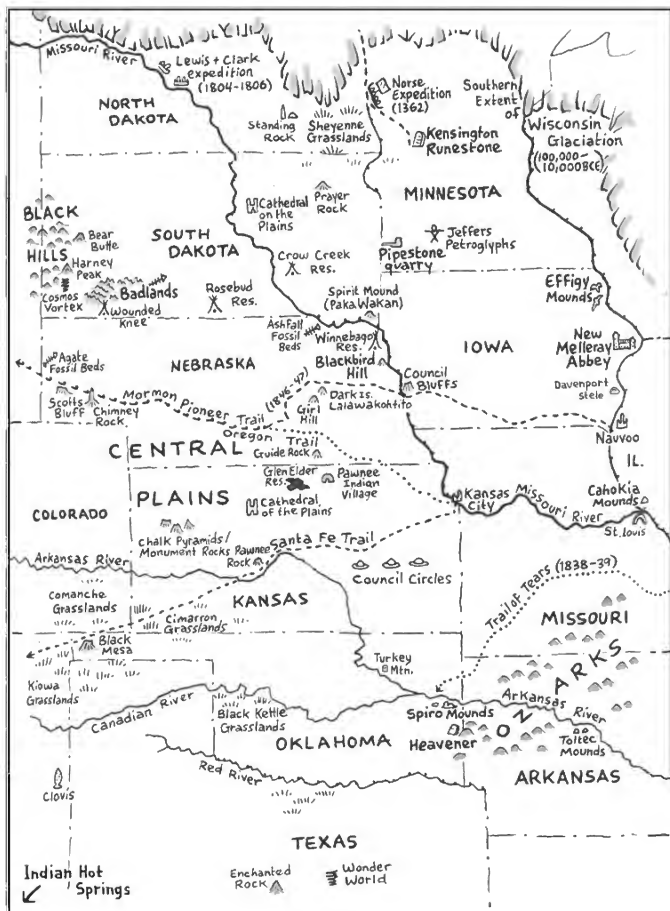 Missouri River
Lewis + Clark
expedition
(1804-1806)
NORTH
DAKOTA
Standing
Rock
Sheyenne
Grasslands
Norse
Expedition
(1362)
Kensington
Runestone
Southern
Extent
of
Wisconsin
Glaciation
(100,000-
10,000BCE)
MINNESOTA
Cathedral
on the
Plains
Prayer
Rock
BLACK
HILLS
Bear
Butte
Harney
Peak
Cosmos
Vortex
SOUTH
DAKOTA
Badlands
Wounded
Knee
Rosebud
Res.
Crow Creek
Res.
Pipestone
quarry
Jeffers
Petroglyphs
Spirit Mound
(Paka Wakan)
Effigy
Mounds
Ashfall
Fossil
Beds
Winnebago
Res.
Blackbird
Hill
IOWA
New
Melleray
Abbey
Agate
Fossil Beds
NEBRASKA
Council
Bluffs
Davenport
Stele
Scotts
Bluff
Chimney
Rock
Mormon Pioneer Trail (1846-47)
Dark Is.
Lalawakohtito
Girl
Hill
Nauvoo
Oregon Trail
CENTRAL
PLAINS
Guide Rock
Glen Elder
Res.
Pawnee
Indian
Village
IL.
COLORADO
Cathedral
of the Plains
Kansas
City
Missouri River
Cahokia
Mounds
St. Louis
Chalk Pyramids/
Monument Rocks
Pawnee
Rock
Santa Fe Trail
Arkansas River
Council Circles
Trail of Tears (1838-39)
Comanche
Grasslands
KANSAS
Cimarron
Grasslands
MISSOURI
Black
Mesa
Turkey
Mtn.
ON ARKS
Kiowa
Grasslands
Canadian River
Black Kettle
Grasslands
Spiro Mounds
Arkansas
River
OKLAHOMA
Heavener
Toltec
Mounds
Red River
ARKANSAS
Clovis
TEXAS
Indian Hot
Springs
Enchanted
Rock
Wonder
World